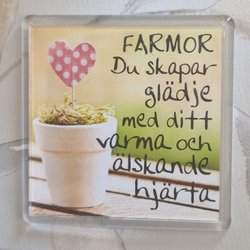 FARMOR
Du skapar
glädje
med ditt
varma och
älskande
hjärta